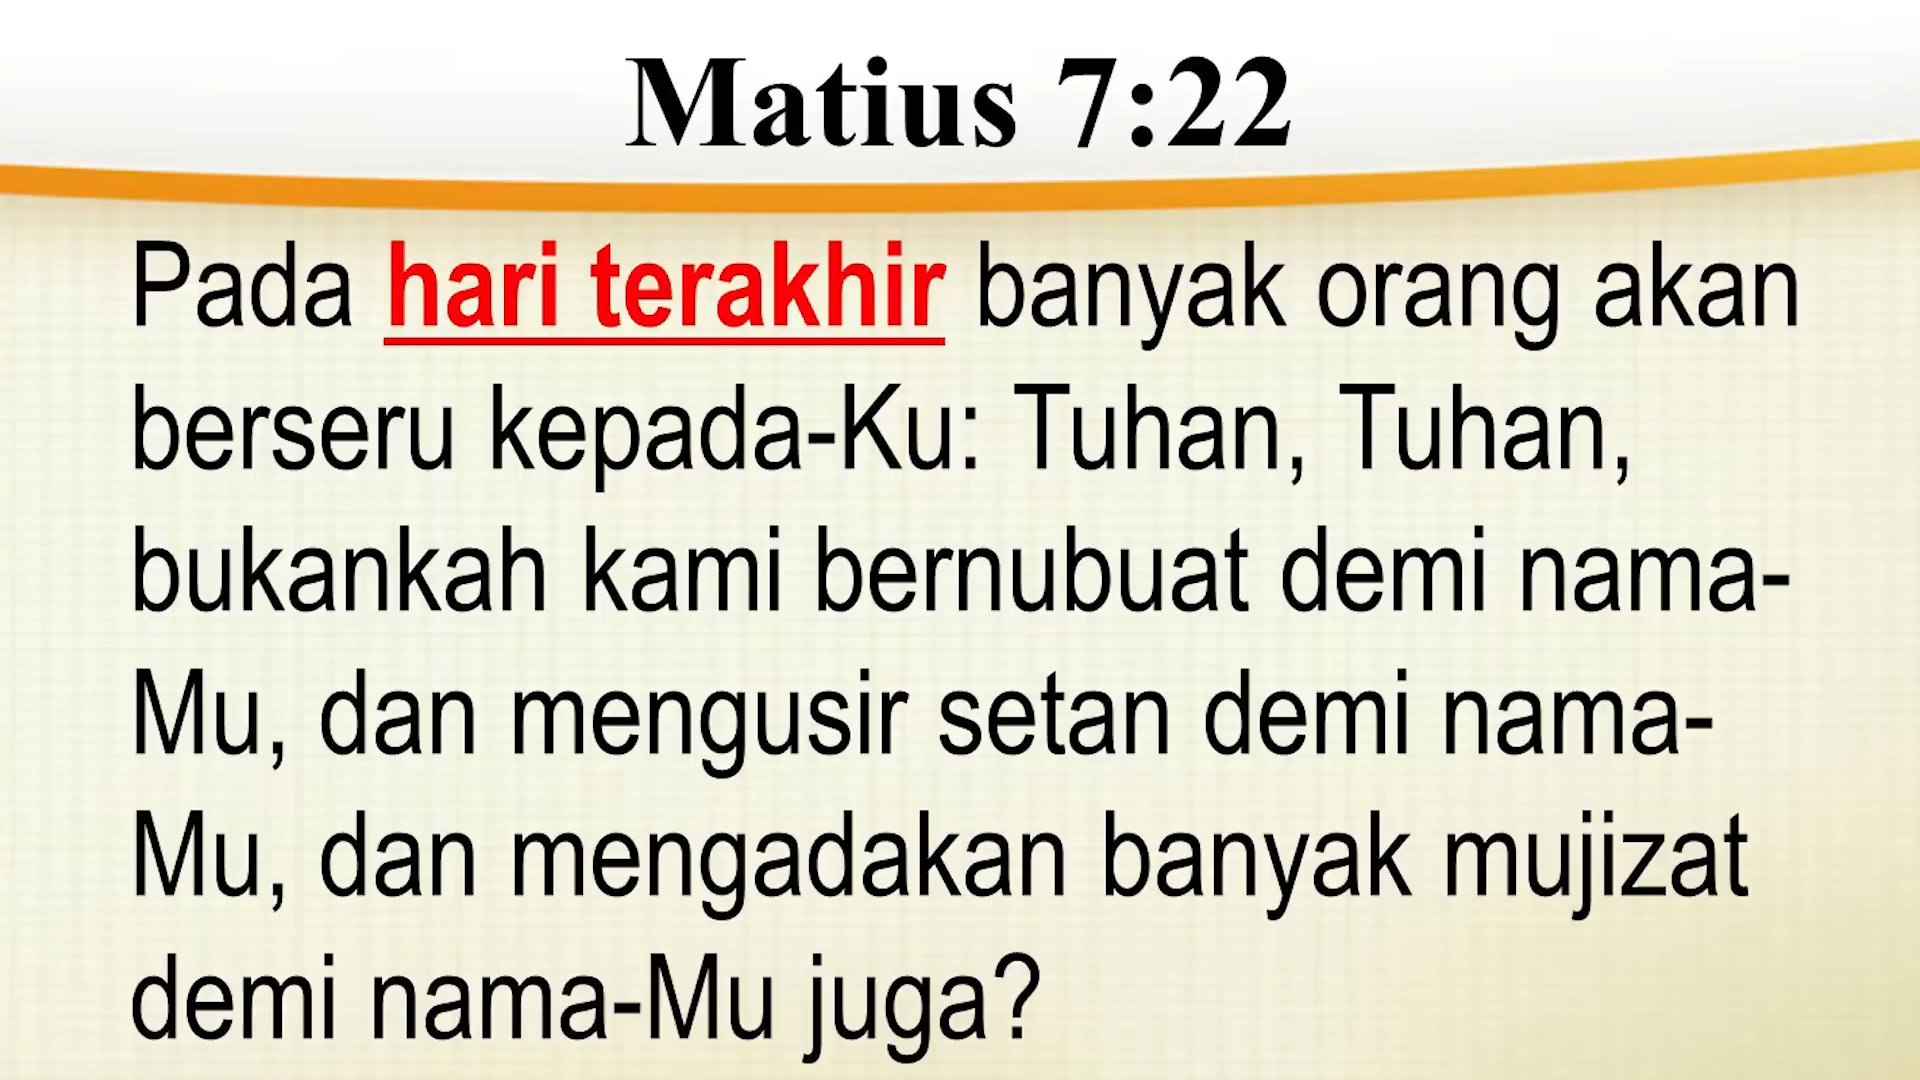 Matius 7:22
Pada hari terakhir banyak orang akan
berseru kepada-Ku: Tuhan, Tuhan,
bukankah kami bernubuat demi nama-
Mu, dan mengusir setan demi nama-
Mu, dan mengadakan banyak mujizat
demi nama-Mu juga?